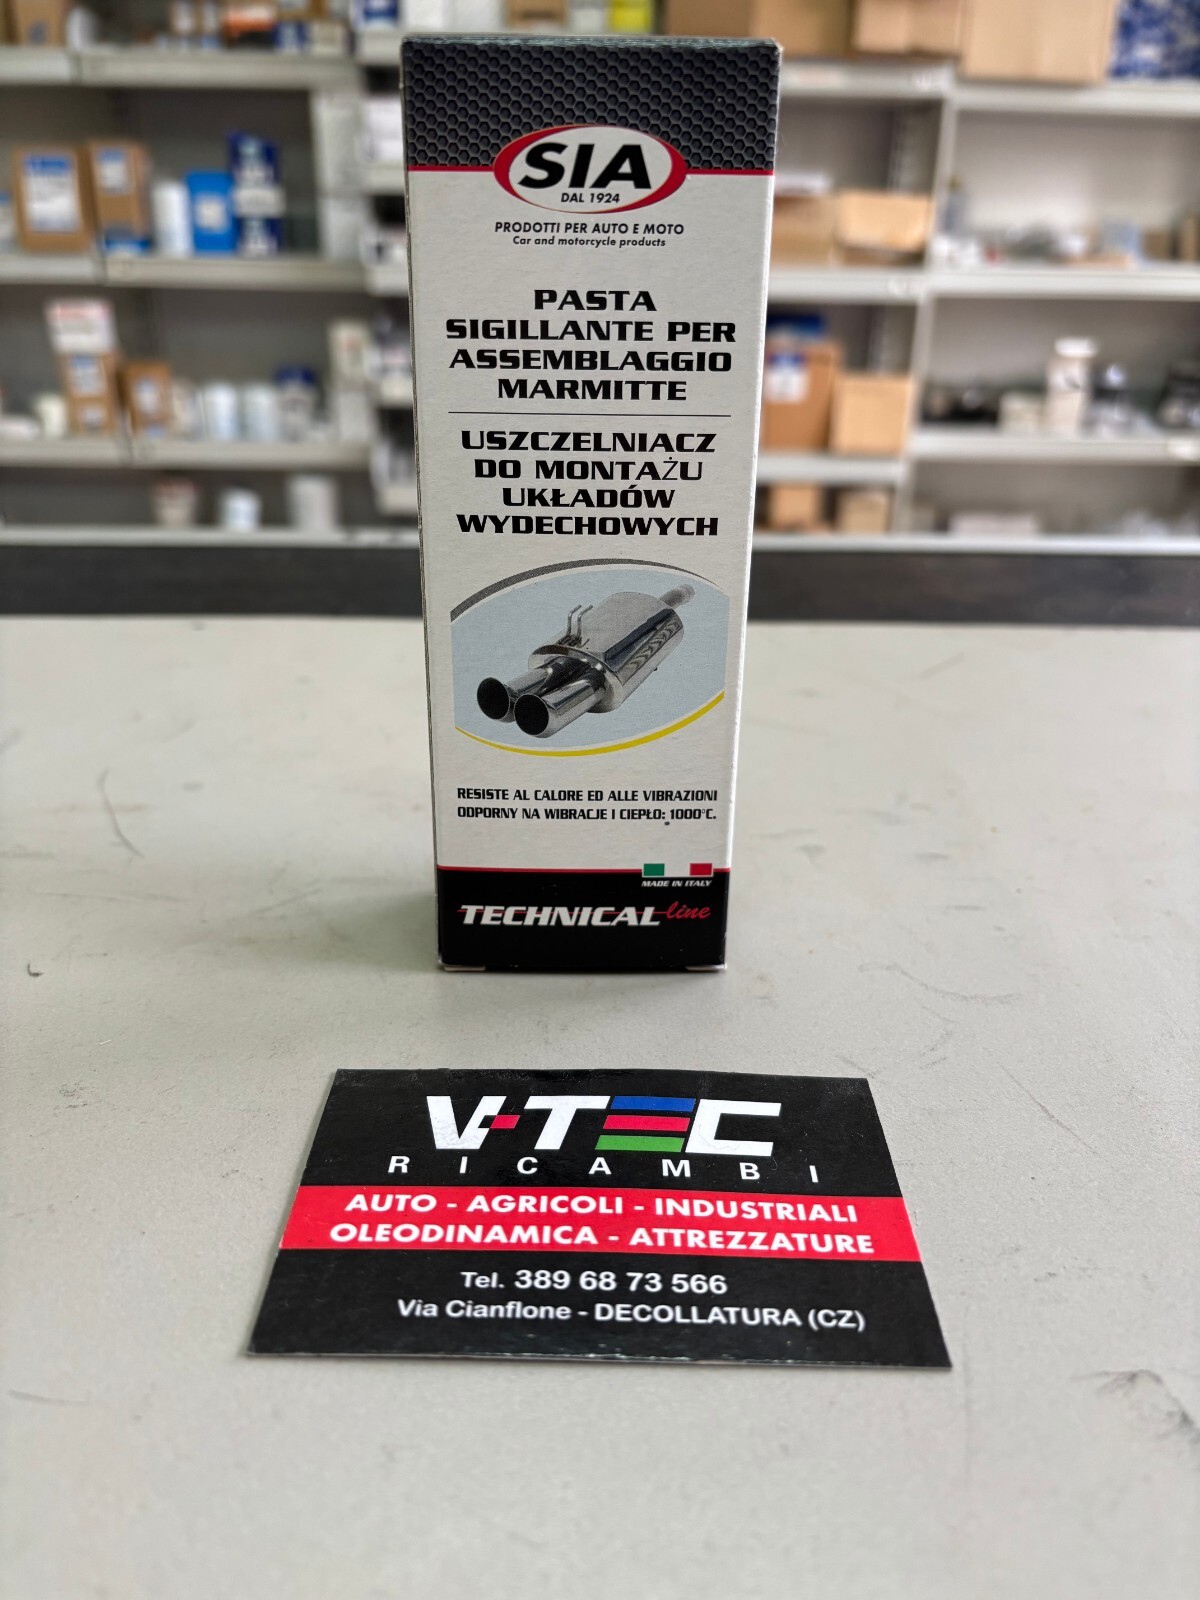 SIA
DAL 1924
PRODOTTI PER AUTO E MOTO
Car and motorcycle products
PASTA
SIGILLANTE PER
ASSEMBLAGGIO
MARMITTE
USZCZELNIACZ
DO MONTAŻU
UKŁADÓW
WYDECHOWYCH
RESISTE AL CALORE ED ALLE VIBRAZIONI
ODPORNY NA WIBRACJE I CIEPŁO: 1000°C.
MADE IN ITALY
TECHNICAL line
V-TEC
RICAMBI
AUTO - AGRICOLI - INDUSTRIALI
OLEODINAMICA - ATTREZZATURE
Tel. 389 68 73 566
Via Cianflone - DECOLLATURA (CZ)